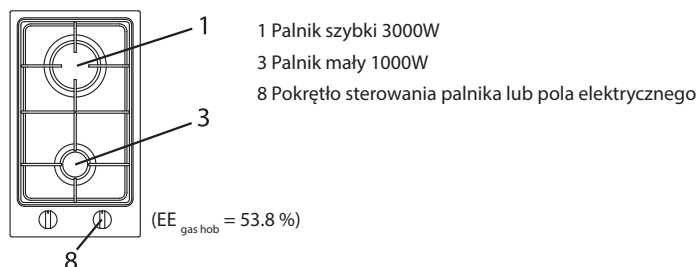 1
1 Palnik szybki 3000W
3 Palnik mały 1000W
8 Pokrętło sterowania palnika lub pola elektrycznego
3
(EE gas hob = 53.8 %)
8